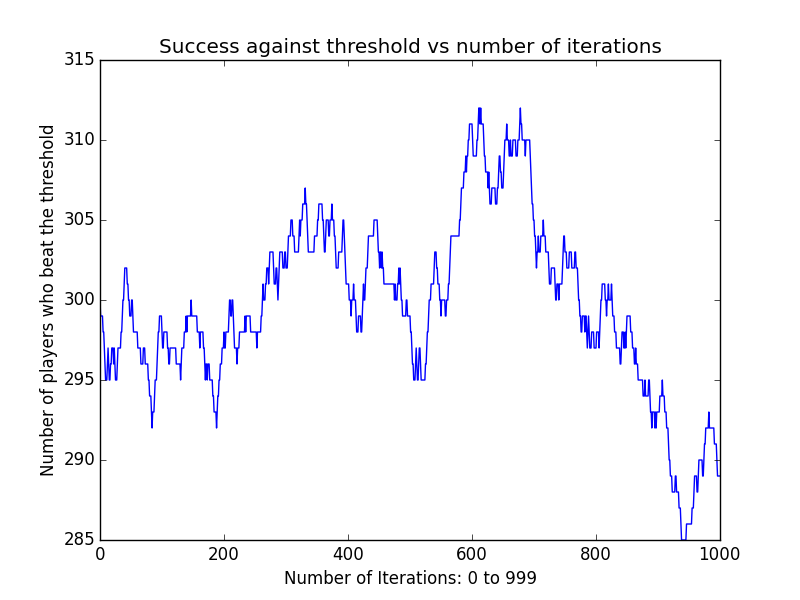 Success against threshold vs number of iterations
315
310
305
300
295
290
285
Number of players who beat the threshold
0 200 400 600 800 1000
Number of Iterations: 0 to 999